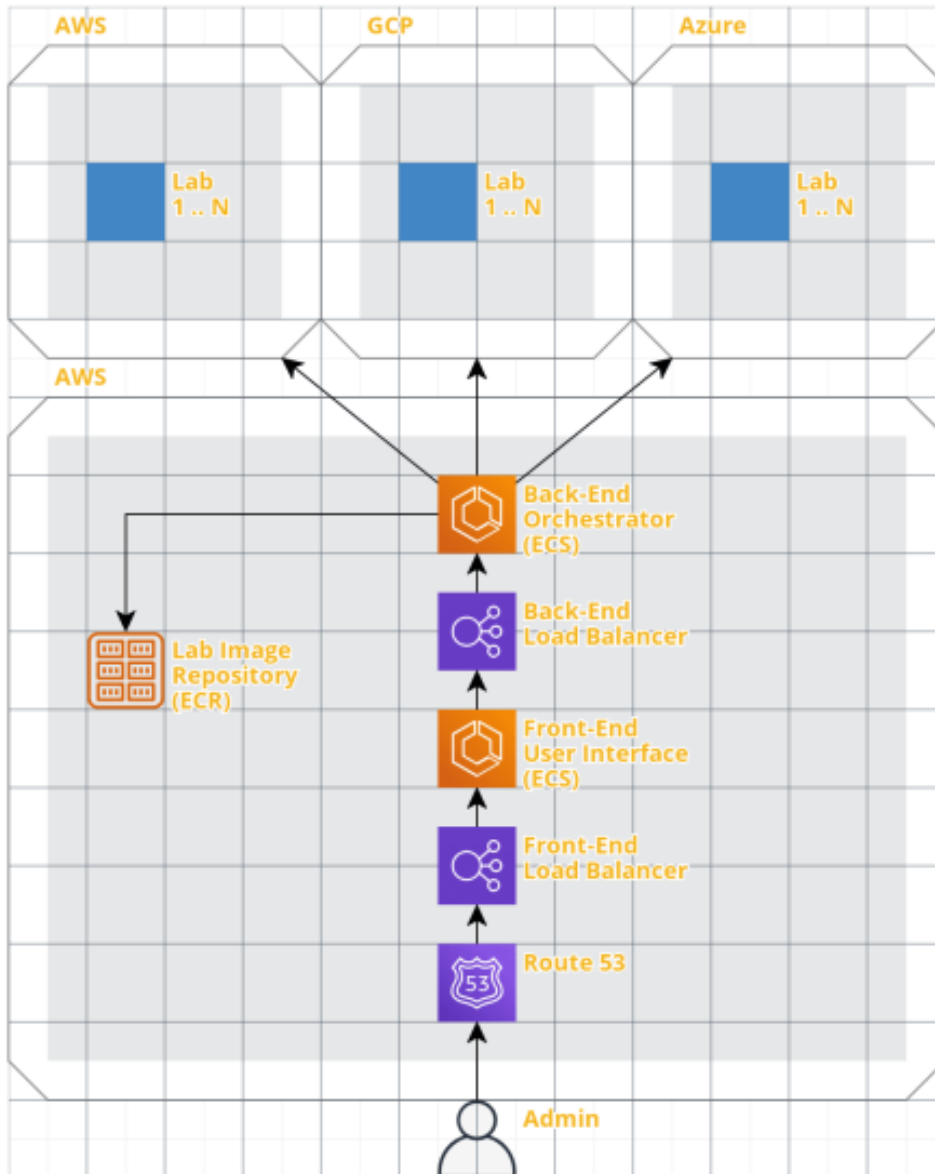 AWS
GCP
Azure
Lab
1 .. N
Lab
1 .. N
Lab
1 .. N
AWS
Back-End
Orchestrator
(ECS)
Back-End
Load Balancer
Lab Image
Repository
(ECR)
Front-End
User Interface
(ECS)
Front-End
Load Balancer
Route 53
53
Admin